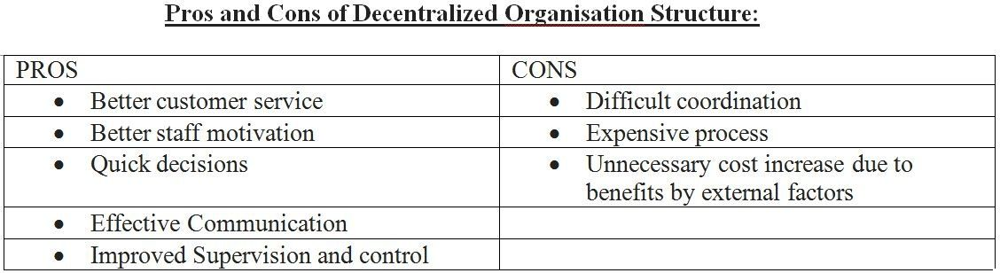 Pros and Cons of Decentralized Organisation Structure:
PROS
CONS
• Better customer service
• Difficult coordination
• Better staff motivation
• Expensive process
• Quick decisions
• Unnecessary cost increase due to
benefits by external factors
• Effective Communication
• Improved Supervision and control